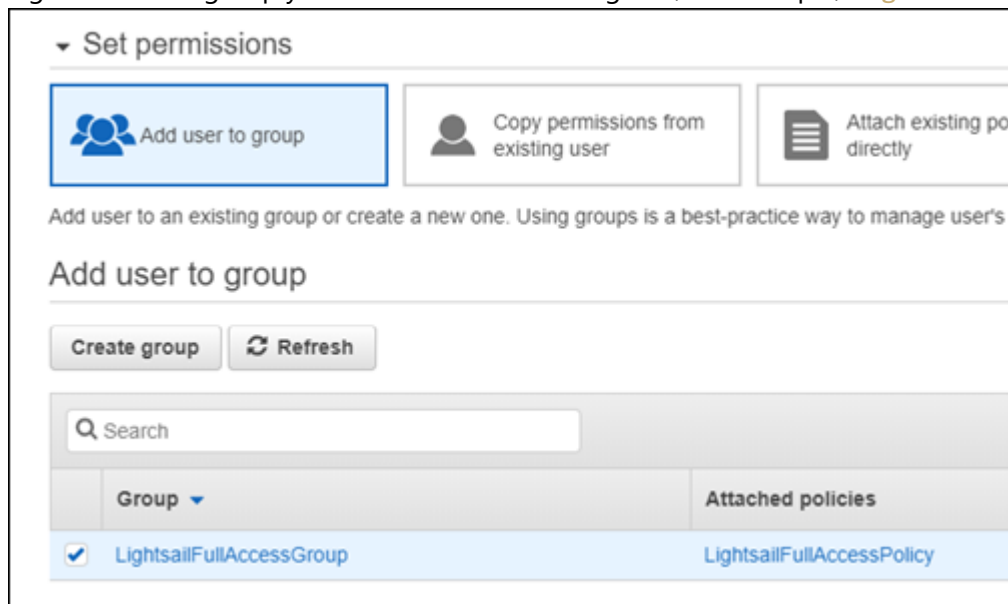 Set permissions
Add user to group
Copy permissions from
existing user
Attach existing po
directly
Add user to an existing group or create a new one. Using groups is a best-practice way to manage user's
Add user to group
Create group
Refresh
Search
Group
Attached policies
LightsailFullAccessGroup
LightsailFullAccessPolicy